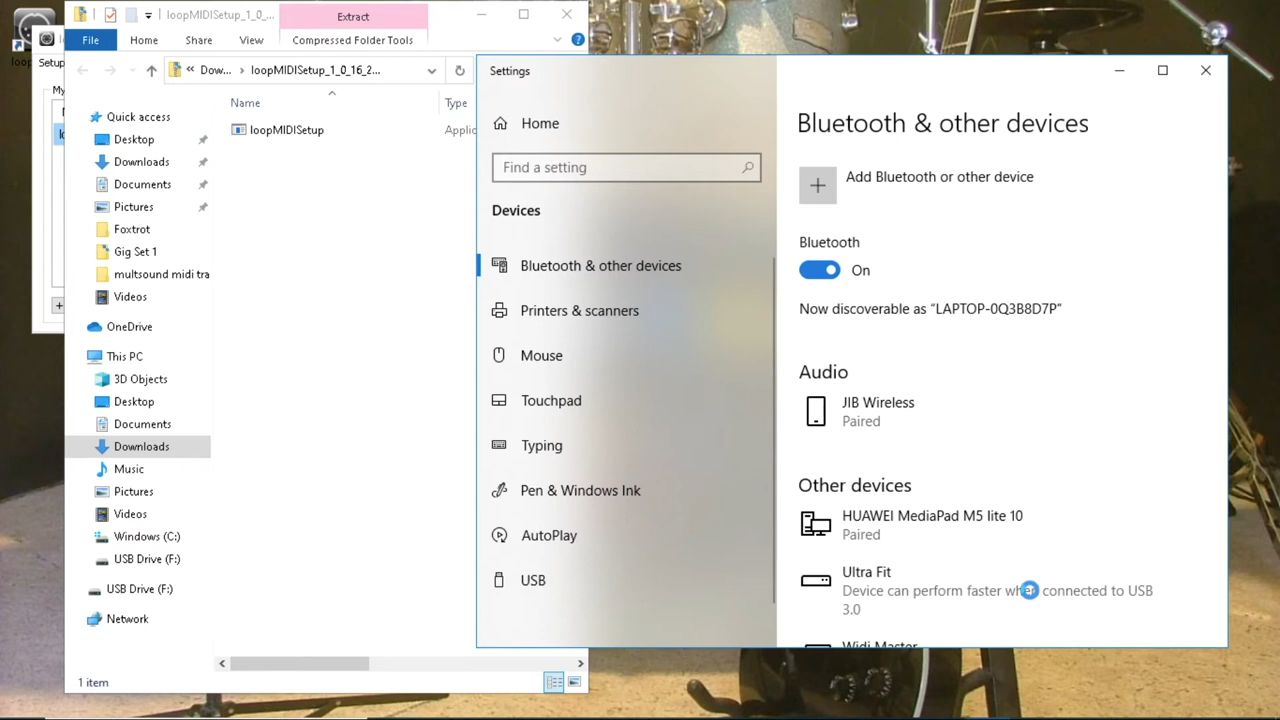 loopMIDISetup_1_0_...
Extract
File
Home
Share
View
Compressed Folder Tools
Setup
My
Dow...
loopMIDISetup_1_0_16_2...
Name
Type
loopMIDISetup
Applic
Quick access
Desktop
Downloads
Documents
Pictures
Foxtrot
Gig Set 1
multsound midi tra
Videos
OneDrive
This PC
3D Objects
Desktop
Documents
Downloads
Music
Pictures
Videos
Windows (C:)
USB Drive (F:)
USB Drive (F:)
Network
1 item
Settings
Home
Find a setting
Devices
Bluetooth & other devices
Printers & scanners
Mouse
Touchpad
Typing
Pen & Windows Ink
AutoPlay
USB
Bluetooth & other devices
Add Bluetooth or other device
Bluetooth
On
Now discoverable as “LAPTOP-0Q3B8D7P”
Audio
JIB Wireless
Paired
Other devices
HUAWEI MediaPad M5 lite 10
Paired
Ultra Fit
Device can perform faster when connected to USB
3.0
Widi Master